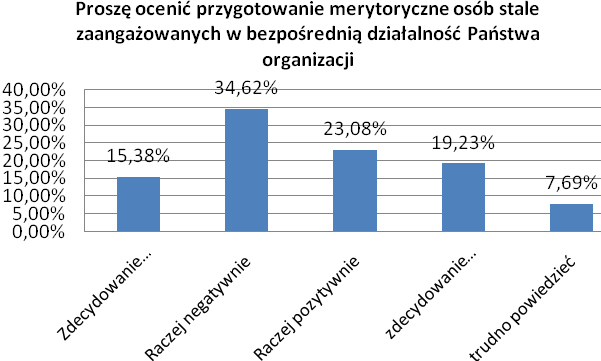 Proszę ocenić przygotowanie merytoryczne osób stale
zaangażowanych w bezpośrednią działalność Państwa
organizacji
40,00%
35,00%
30,00%
25,00%
20,00%
15,00%
10,00%
5,00%
0,00%
15,38%
34,62%
23,08%
19,23%
7,69%
Zdecydowanie...
Raczej negatywnie
Raczej pozytywnie
zdecydowanie...
trudno powiedzieć